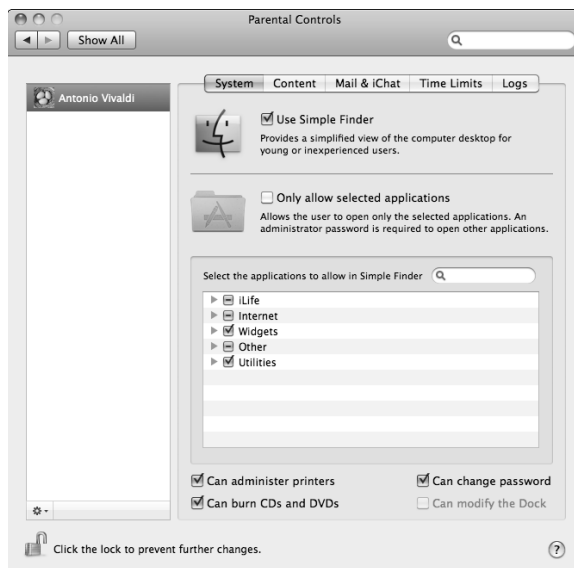 Parental Controls
Show All
Antonio Vivaldi
System Content Mail & iChat Time Limits Logs
Use Simple Finder
Provides a simplified view of the computer desktop for
young or inexperienced users.
Only allow selected applications
Allows the user to open only the selected applications. An
administrator password is required to open other applications.
Select the applications to allow in Simple Finder
iLife
Internet
Widgets
Other
Utilities
Can administer printers Can change password
Can burn CDs and DVDs Can modify the Dock
Click the lock to prevent further changes.
?